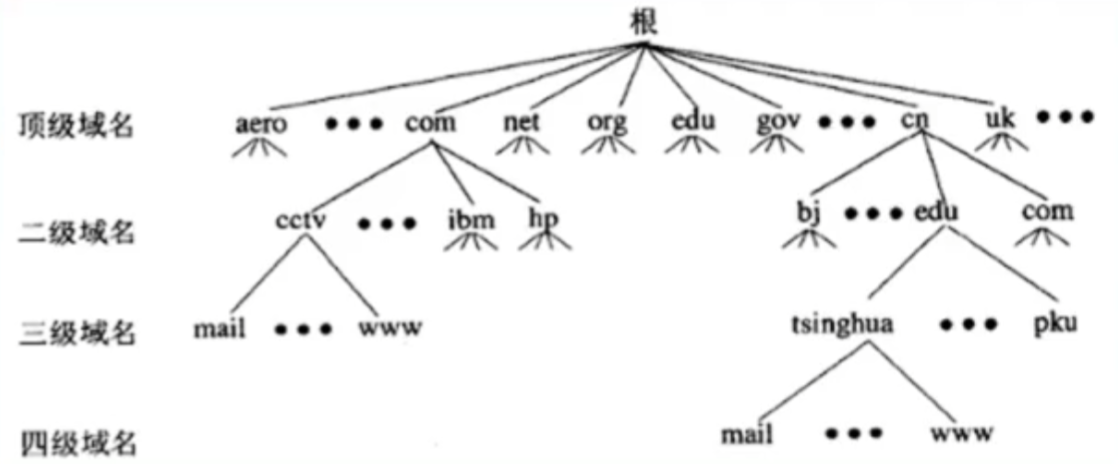 根
顶级域名 aero ••• com net org edu gov ••• cn uk •••
二级域名 cctv ••• ibm hp bj ••• edu com
三级域名 mail ••• www tsinghua ••• pku
四级域名 mail ••• www